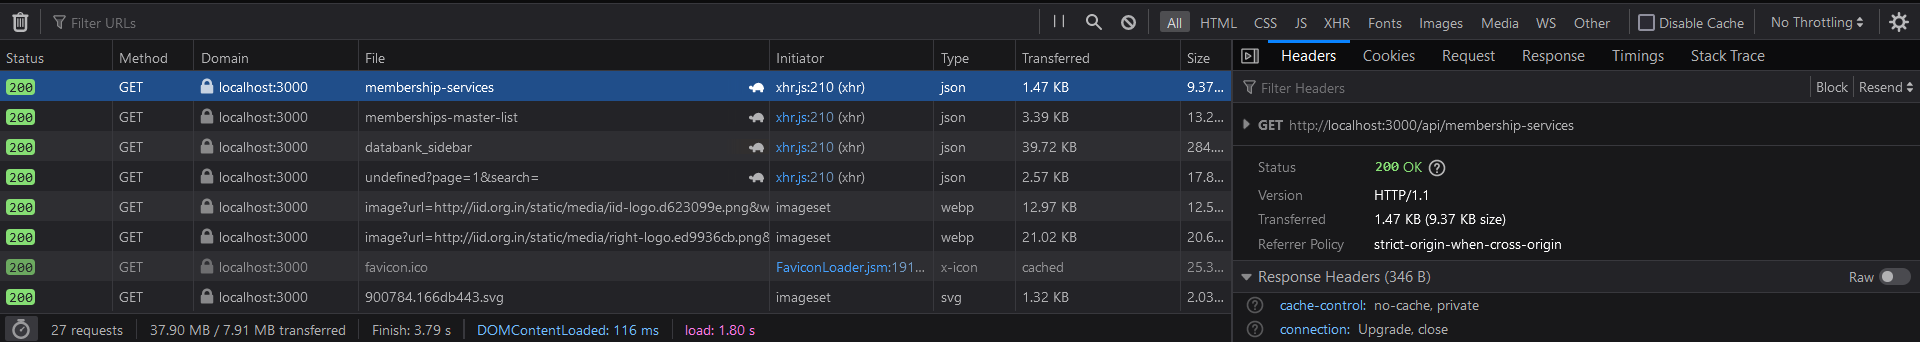 Filter URLs All HTML CSS JS XHR Fonts Images Media WS Other Disable Cache No Throttling
Status Method Domain File Initiator Type Transferred Size
200 GET localhost:3000 membership-services xhr.js:210 (xhr) json 1.47 KB 9.37...
200 GET localhost:3000 memberships-master-list xhr.js:210 (xhr) json 3.39 KB 13.2...
200 GET localhost:3000 databank_sidebar xhr.js:210 (xhr) json 39.72 KB 284....
200 GET localhost:3000 undefined?page=1&search= xhr.js:210 (xhr) json 2.57 KB 17.8...
200 GET localhost:3000 image?url=http://iid.org.in/static/media/iid-logo.d623099e.png&w imageset webp 12.97 KB 12.5...
200 GET localhost:3000 image?url=http://iid.org.in/static/media/right-logo.ed9936cb.png& imageset webp 21.02 KB 20.6...
200 GET localhost:3000 favicon.ico FaviconLoader.jsm:191... x-icon cached 25.3...
200 GET localhost:3000 900784.166db443.svg imageset svg 1.32 KB 2.03...
27 requests 37.90 MB / 7.91 MB transferred Finish: 3.79 s DOMContentLoaded: 116 ms load: 1.80 s
Headers Cookies Request Response Timings Stack Trace
Filter Headers Block Resend
GET http://localhost:3000/api/membership-services
Status 200 OK
Version HTTP/1.1
Transferred 1.47 KB (9.37 KB size)
Referrer Policy strict-origin-when-cross-origin
Response Headers (346 B) Raw
cache-control: no-cache, private
connection: Upgrade, close